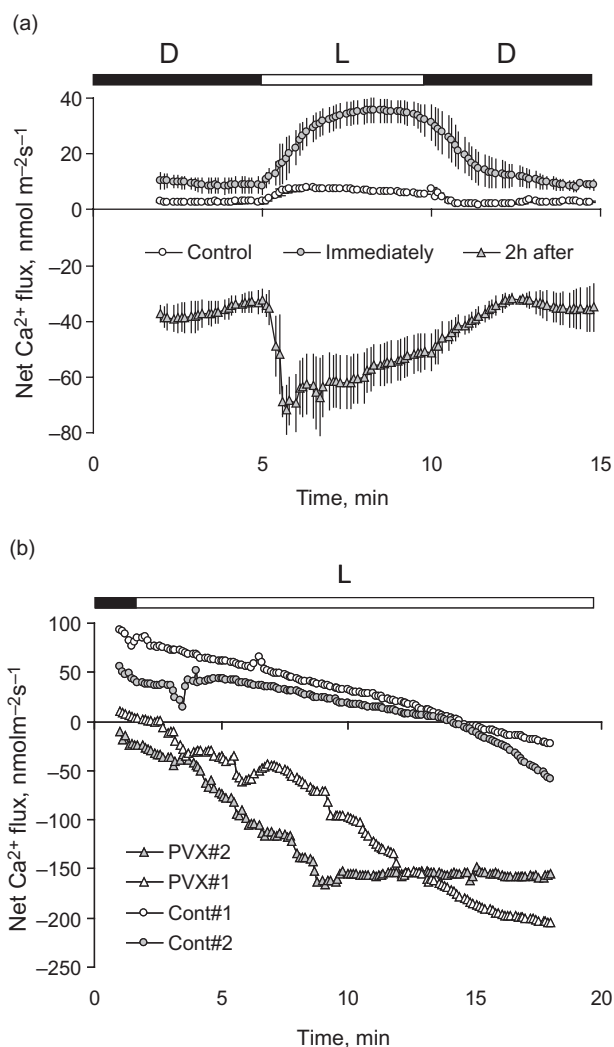 (a)
D L D
Net Ca²⁺ flux, nmol m⁻²s⁻¹
40
20
0
Control Immediately 2h after
–20
–40
–60
–80
0 5 10 15
Time, min
(b)
L
Net Ca²⁺ flux, nmolm⁻²s⁻¹
100
50
0
–50
–100
–150
–200
–250
PVX#2
PVX#1
Cont#1
Cont#2
0 5 10 15 20
Time, min